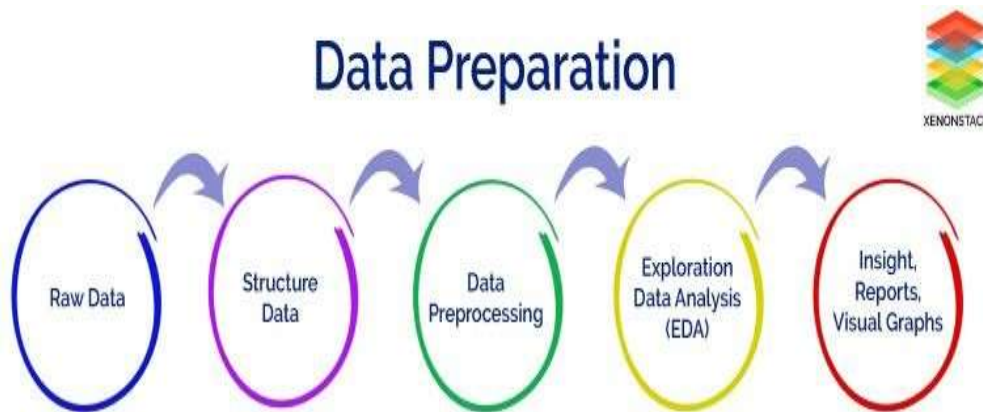 Data Preparation
XENONSTACK
Raw Data
Structure
Data
Data
Preprocessing
Exploration
Data Analysis
(EDA)
Insight,
Reports,
Visual Graphs